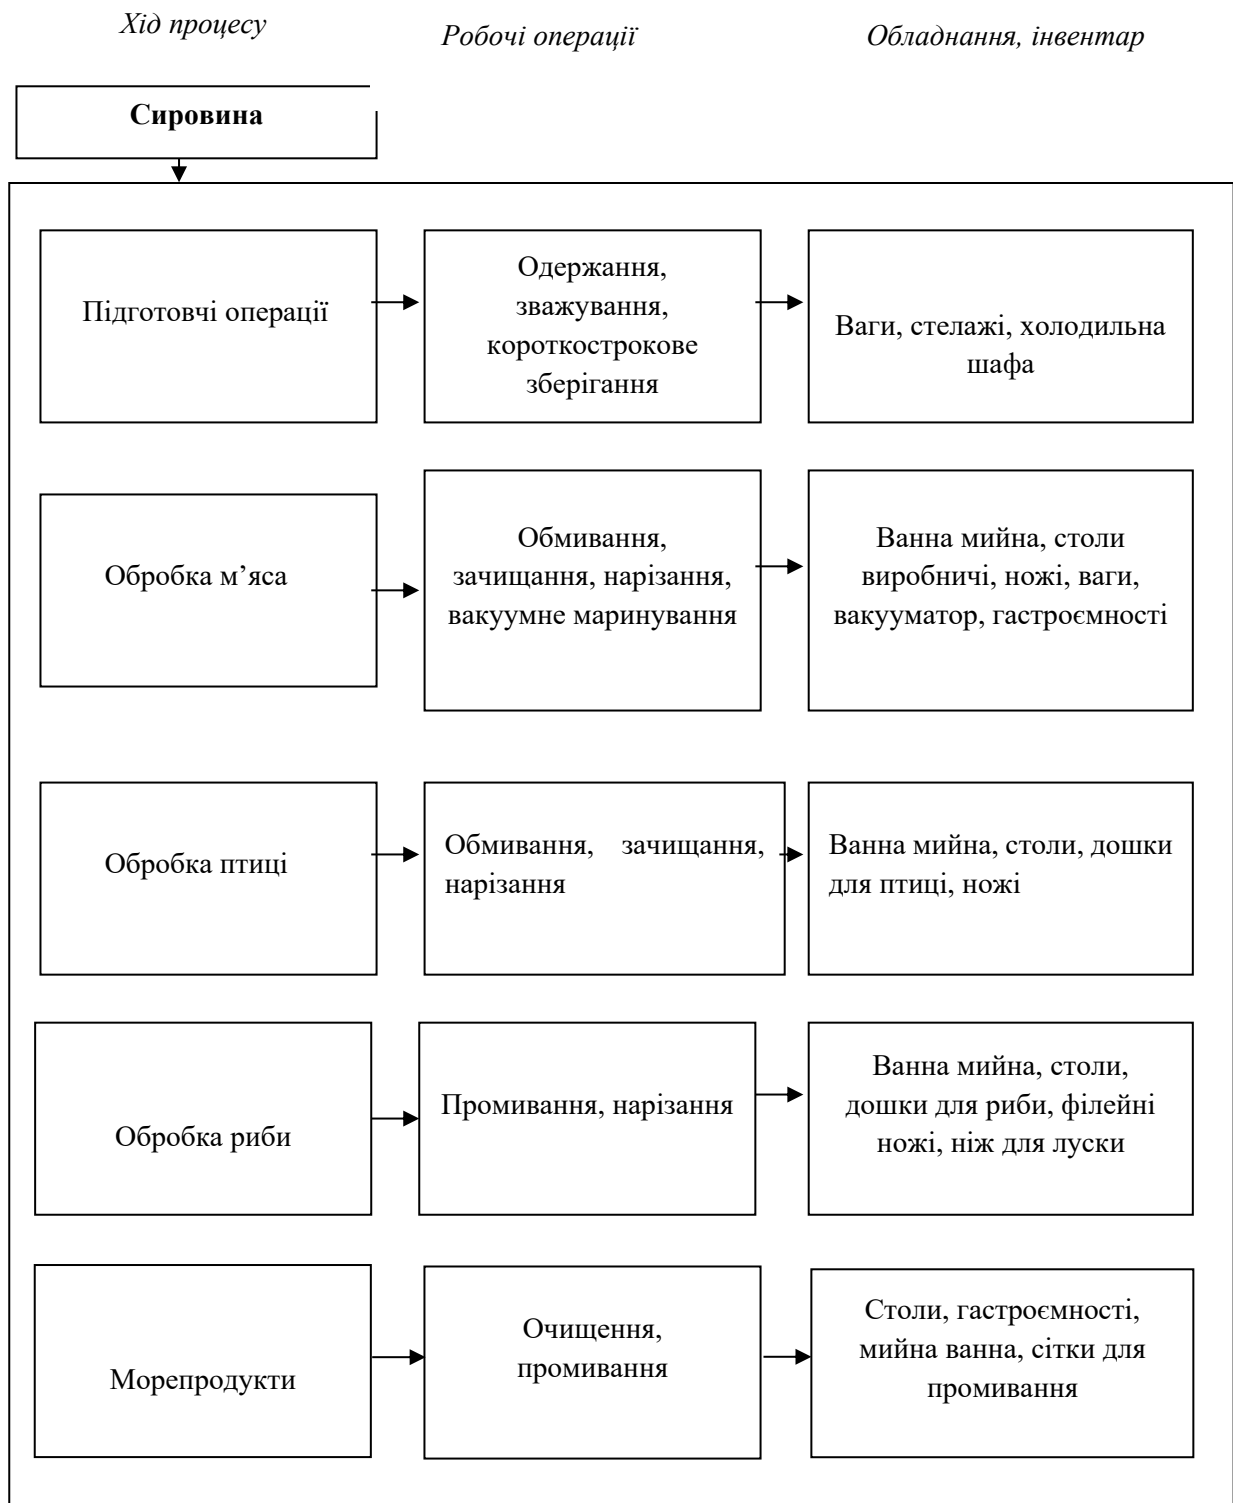 Хід процесу
Робочі операції
Обладнання, інвентар
Сировина
Підготовчі операції
Одержання,
зважування,
короткострокове
зберігання
Ваги, стелажі, холодильна
шафа
Обробка м’яса
Обмивання,
зачищання, нарізання,
вакуумне маринування
Ванна мийна, столи
виробничі, ножі, ваги,
вакууматор, гастроємності
Обробка птиці
Обмивання, зачищання,
нарізання
Ванна мийна, столи, дошки
для птиці, ножі
Обробка риби
Промивання, нарізання
Ванна мийна, столи,
дошки для риби, філейні
ножі, ніж для луски
Морепродукти
Очищення,
промивання
Столи, гастроємності,
мийна ванна, сітки для
промивання